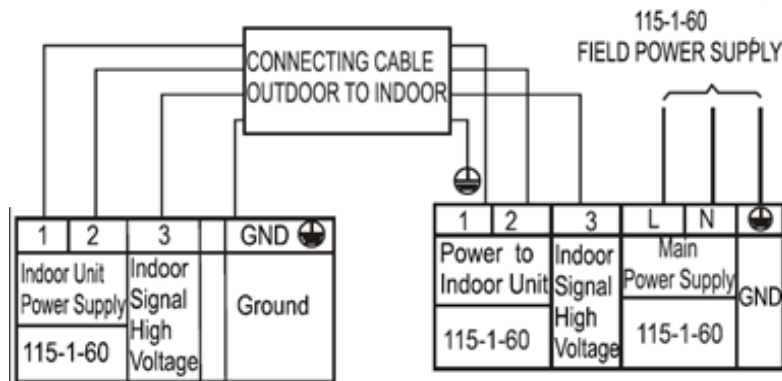 115-1-60
FIELD POWER SUPPLY
CONNECTING CABLE
OUTDOOR TO INDOOR
1 2 3 GND
Indoor Unit
Power Supply
115-1-60
Indoor
Signal
High
Voltage
Ground
1 2 3 L N
Power to
Indoor Unit
115-1-60
Indoor
Signal
High
Voltage
Main
Power Supply
115-1-60
GND